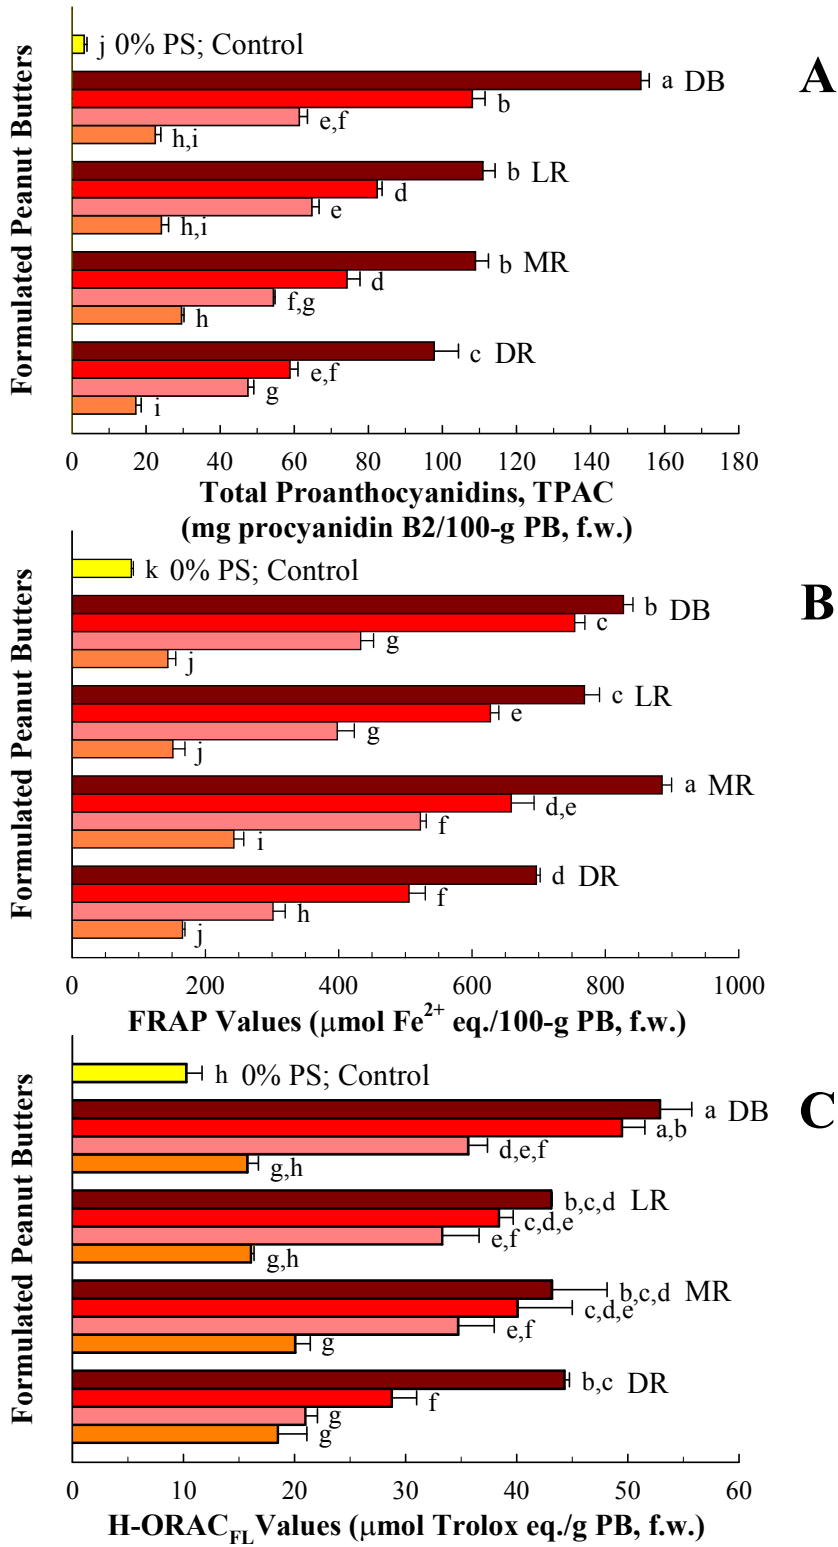 Formulated Peanut Butters
A
j 0% PS; Control
a DB
b
e,f
h,i
b LR
d
e
h,i
b MR
d
f,g
h
c DR
e,f
g
i
0 20 40 60 80 100 120 140 160 180
Total Proanthocyanidins, TPAC
(mg procyanidin B2/100-g PB, f.w.)
Formulated Peanut Butters
B
k 0% PS; Control
b DB
c
g
j
c LR
e
g
j
a MR
d,e
f
i
d DR
f
h
j
0 200 400 600 800 1000
FRAP Values (μmol Fe²⁺ eq./100-g PB, f.w.)
Formulated Peanut Butters
C
h 0% PS; Control
a DB
a,b
d,e,f
g,h
b,c,d LR
c,d,e
e,f
g,h
b,c,d MR
c,d,e
e,f
g
b,c DR
f
g
g
0 10 20 30 40 50 60
H-ORAC_FL Values (μmol Trolox eq./g PB, f.w.)